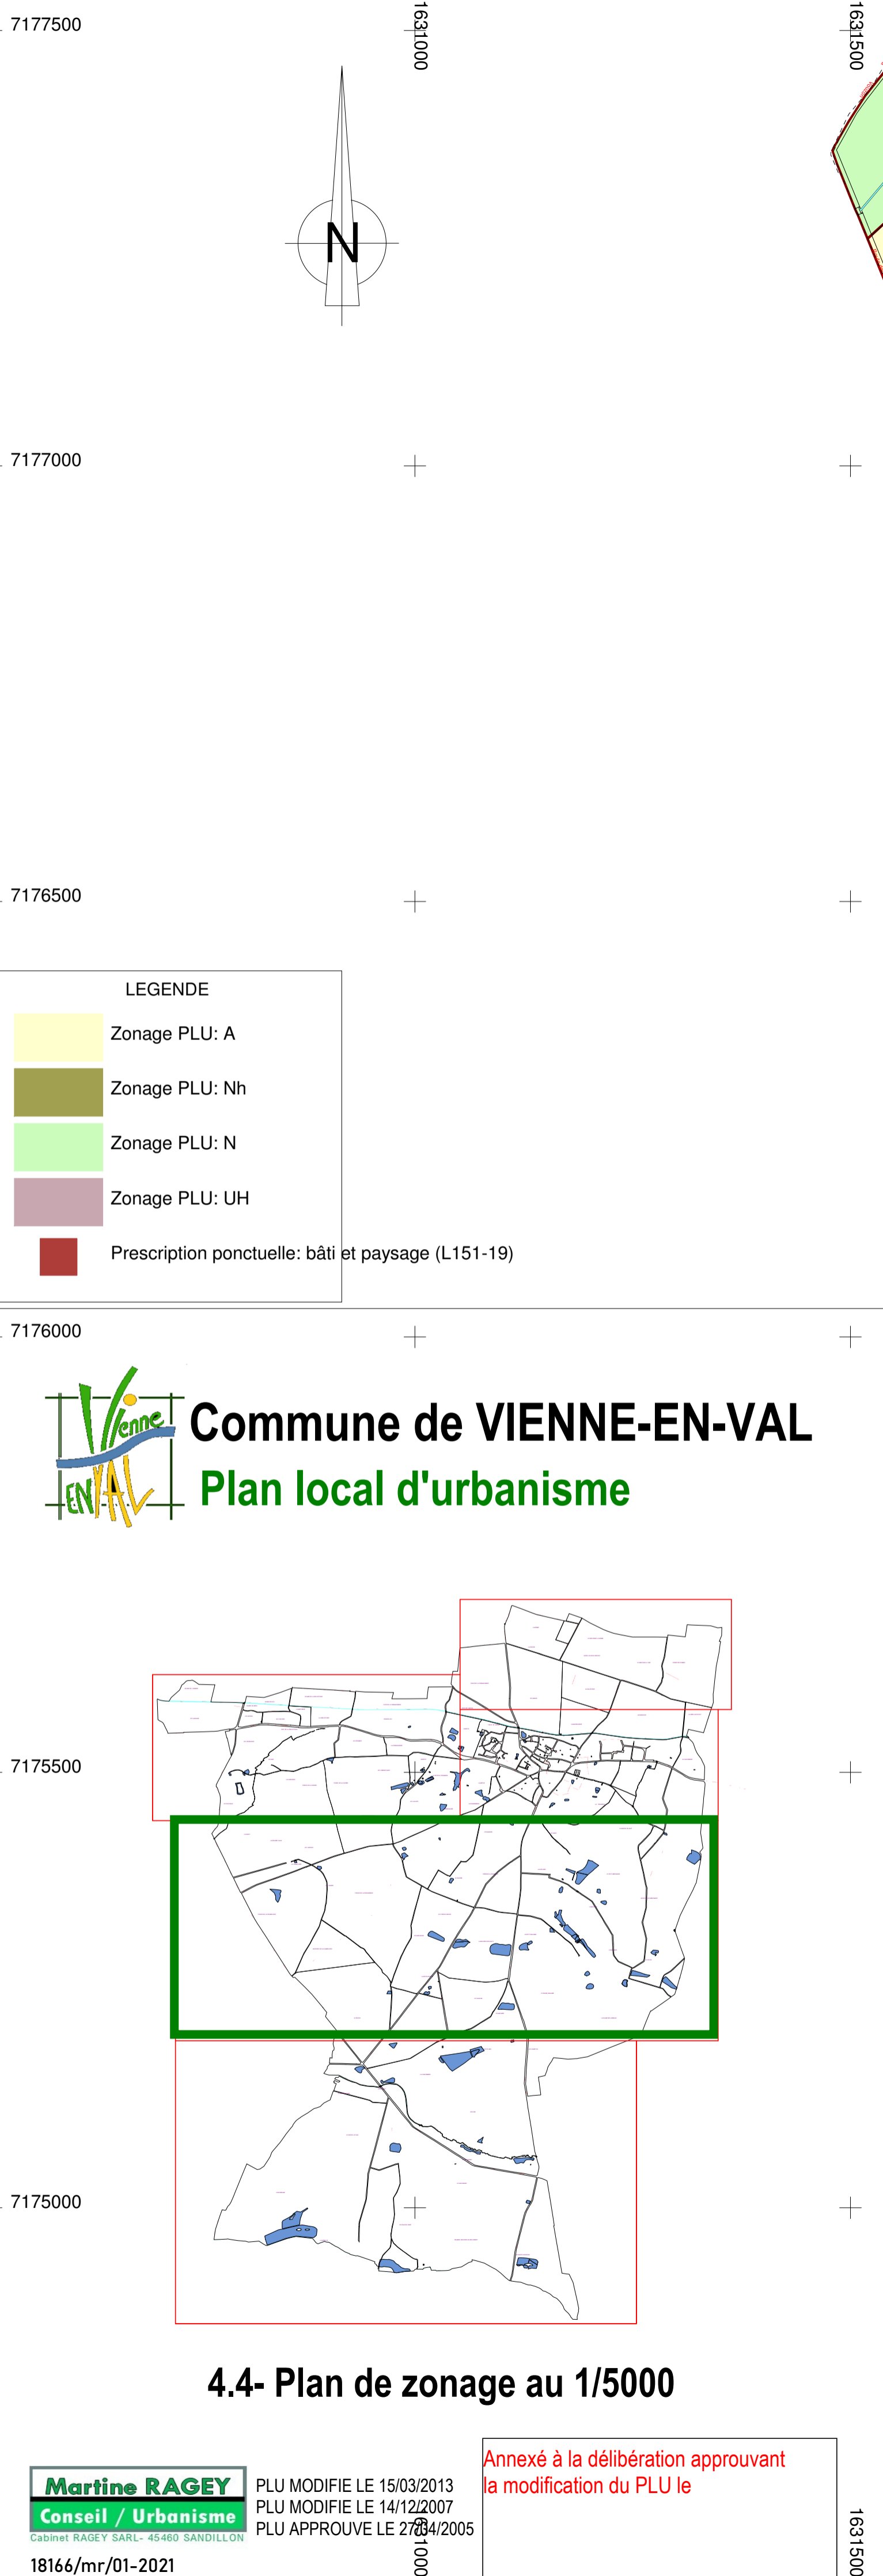 7177500
1631000
1631500
N
7177000
7176500
LEGENDE
Zonage PLU: A
Zonage PLU: Nh
Zonage PLU: N
Zonage PLU: UH
Prescription ponctuelle: bâti et paysage (L151-19)
7176000
Vienne
EN VAL
Commune de VIENNE-EN-VAL
Plan local d'urbanisme
7175500
7175000
4.4- Plan de zonage au 1/5000
Annexé à la délibération approuvant
la modification du PLU le
Martine RAGEY
Conseil / Urbanisme
Cabinet RAGEY SARL- 45460 SANDILLON
PLU MODIFIE LE 15/03/2013
PLU MODIFIE LE 14/12/2007
PLU APPROUVE LE 27/04/2005
18166/mr/01-2021
1631000
1631500